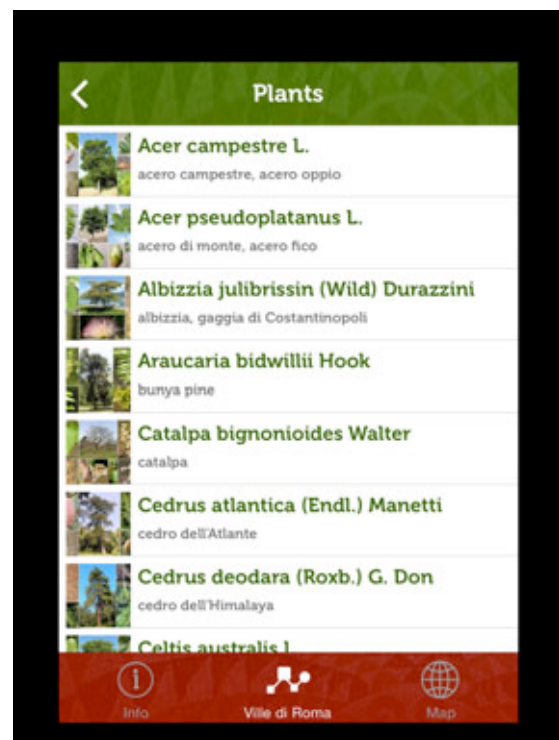 Plants
Acer campestre L.
acero campestre, acero oppio
Acer pseudoplatanus L.
acero di monte, acero fico
Albizzia julibrissin (Wild) Durazzini
albizzia, gaggia di Costantinopoli
Araucaria bidwillii Hook
bunya pine
Catalpa bignonioides Walter
catalpa
Cedrus atlantica (Endl.) Manetti
cedro dell'Atlante
Cedrus deodara (Roxb.) G. Don
cedro dell'Himalaya
Celtis australis L
Info
Ville di Roma
Map